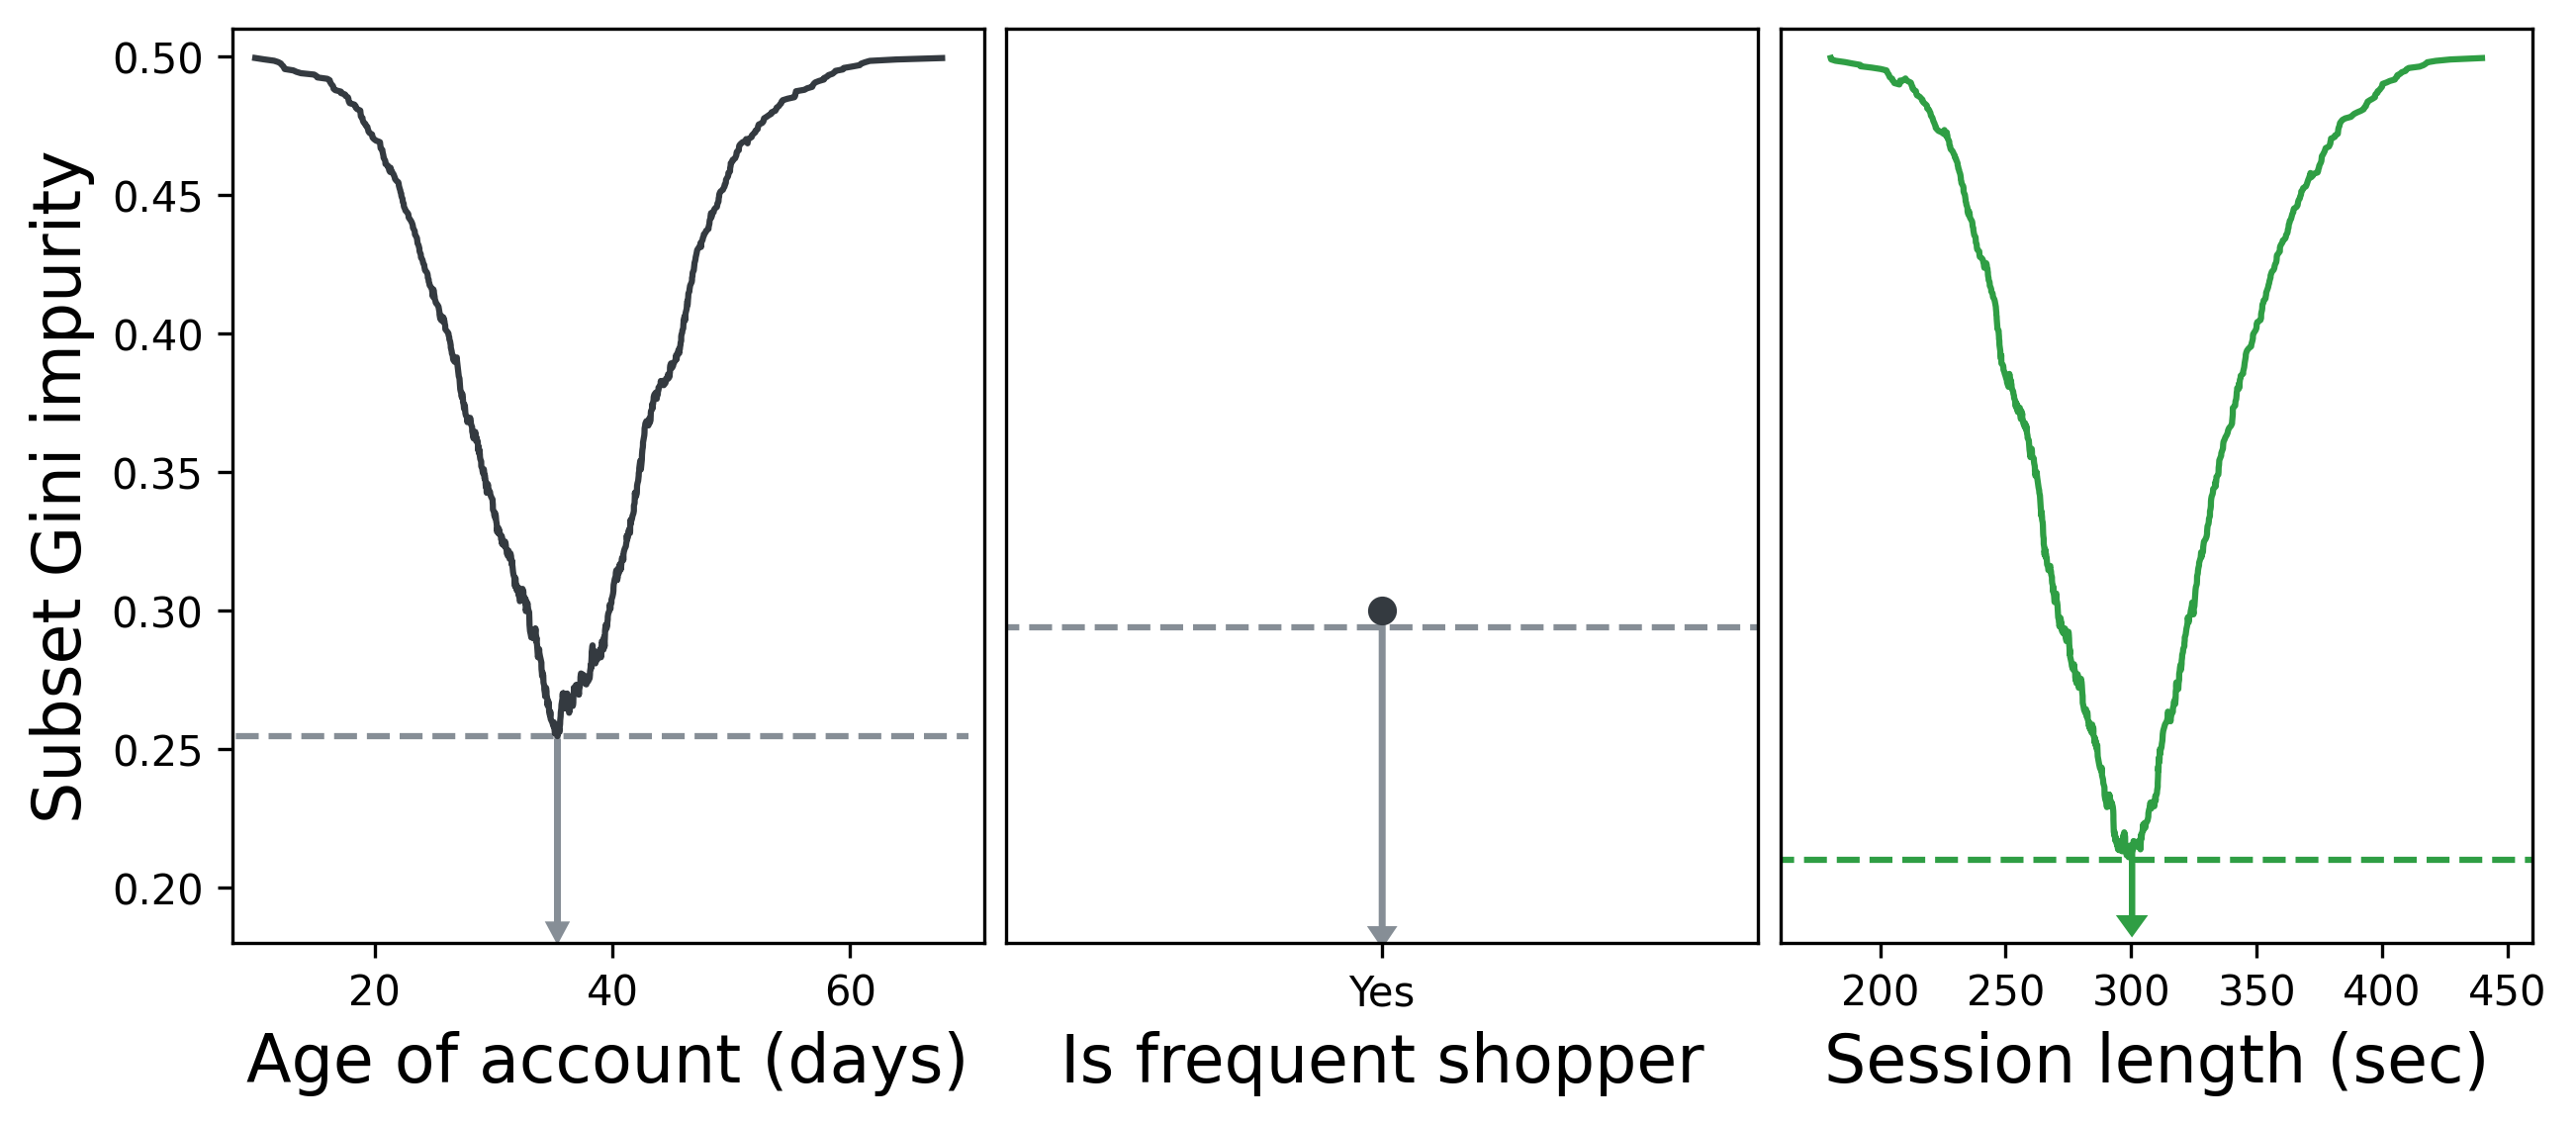 Subset Gini impurity
0.50
0.45
0.40
0.35
0.30
0.25
0.20
20 40 60
Yes
200 250 300 350 400 450
Age of account (days)
Is frequent shopper
Session length (sec)